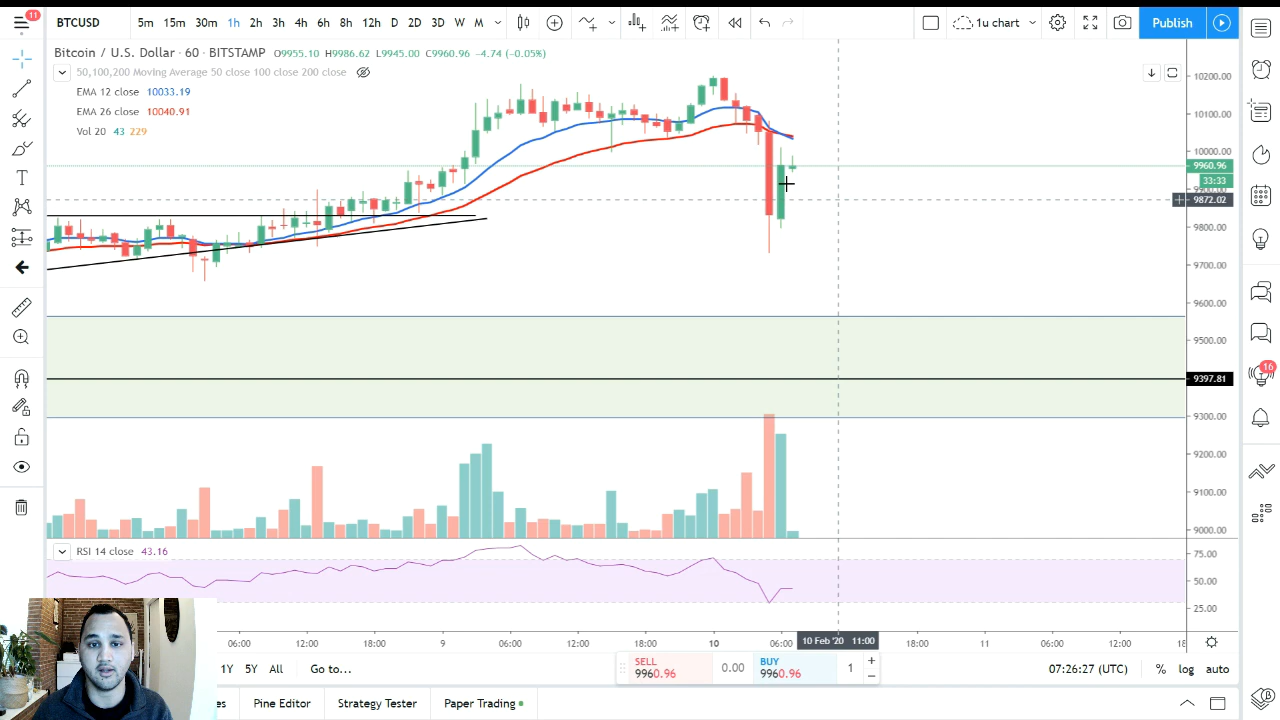 11
BTCUSD 5m 15m 30m 1h 2h 3h 4h 6h 8h 12h D 2D 3D W M 1u chart Publish
Bitcoin / U.S. Dollar · 60 · BITSTAMP O9955.10 H9986.62 L9945.00 C9960.96 -4.74 (-0.05%)
50,100,200 Moving Average 50 close 100 close 200 close
EMA 12 close 10033.19
EMA 26 close 10040.91
Vol 20 43 229
10200.00
10100.00
10000.00
9960.96
33:33
9872.02
9800.00
9700.00
9600.00
9500.00
9397.81
9300.00
9200.00
9100.00
9000.00
16
RSI 14 close 43.16
75.00
50.00
25.00
06:00 12:00 18:00 9 06:00 12:00 18:00 10 06:00 10 Feb '20 11:00 18:00 11 06:00 12:00
1Y 5Y All Go to... SELL 9960.96 0.00 BUY 9960.96 1 07:26:27 (UTC) % log auto
Pine Editor Strategy Tester Paper Trading